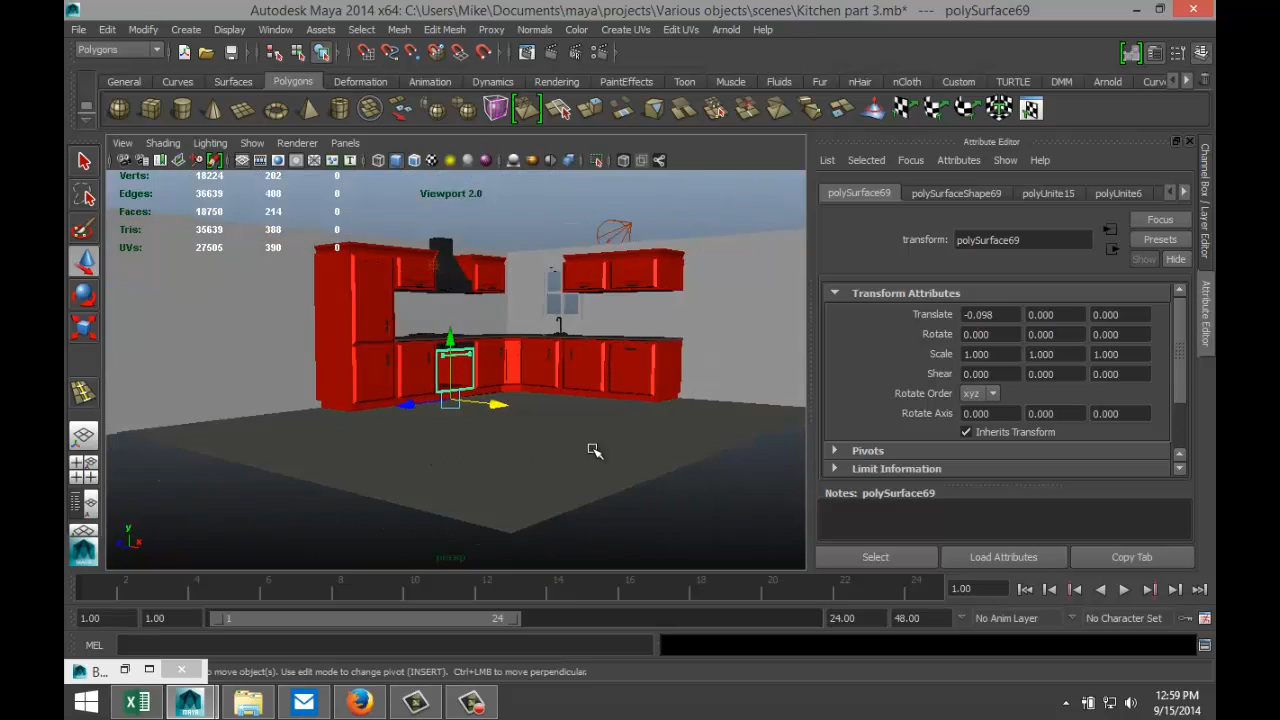 Autodesk Maya 2014 x64: C:\Users\Mike\Documents\maya\projects\Various objects\scenes\Kitchen part 3.mb* --- polySurface69
File Edit Modify Create Display Window Assets Select Mesh Edit Mesh Proxy Normals Color Create UVs Edit UVs Arnold Help
Polygons
General Curves Surfaces Polygons Deformation Animation Dynamics Rendering PaintEffects Toon Muscle Fluids Fur nHair nCloth Custom TURTLE DMM Arnold Curv
View Shading Lighting Show Renderer Panels
Verts: 18224 202 0
Edges: 36639 408 0
Faces: 18750 214 0
Tris: 35639 388 0
UVs: 27505 390 0
Viewport 2.0
persp
y
x
Attribute Editor
List Selected Focus Attributes Show Help
polySurface69 polySurfaceShape69 polyUnite15 polyUnite6
transform: polySurface69
Focus
Presets
Show Hide
Transform Attributes
Translate -0.098 0.000 0.000
Rotate 0.000 0.000 0.000
Scale 1.000 1.000 1.000
Shear 0.000 0.000 0.000
Rotate Order xyz
Rotate Axis 0.000 0.000 0.000
Inherits Transform
Pivots
Limit Information
Notes: polySurface69
Select Load Attributes Copy Tab
Channel Box / Layer Editor
Attribute Editor
2 4 6 8 10 12 14 16 18 20 22 24
1.00
1.00 1.00 1 24 24.00 48.00 No Anim Layer No Character Set
MEL
B... to move object(s). Use edit mode to change pivot [INSERT]. Ctrl+LMB to move perpendicular.
12:59 PM
9/15/2014